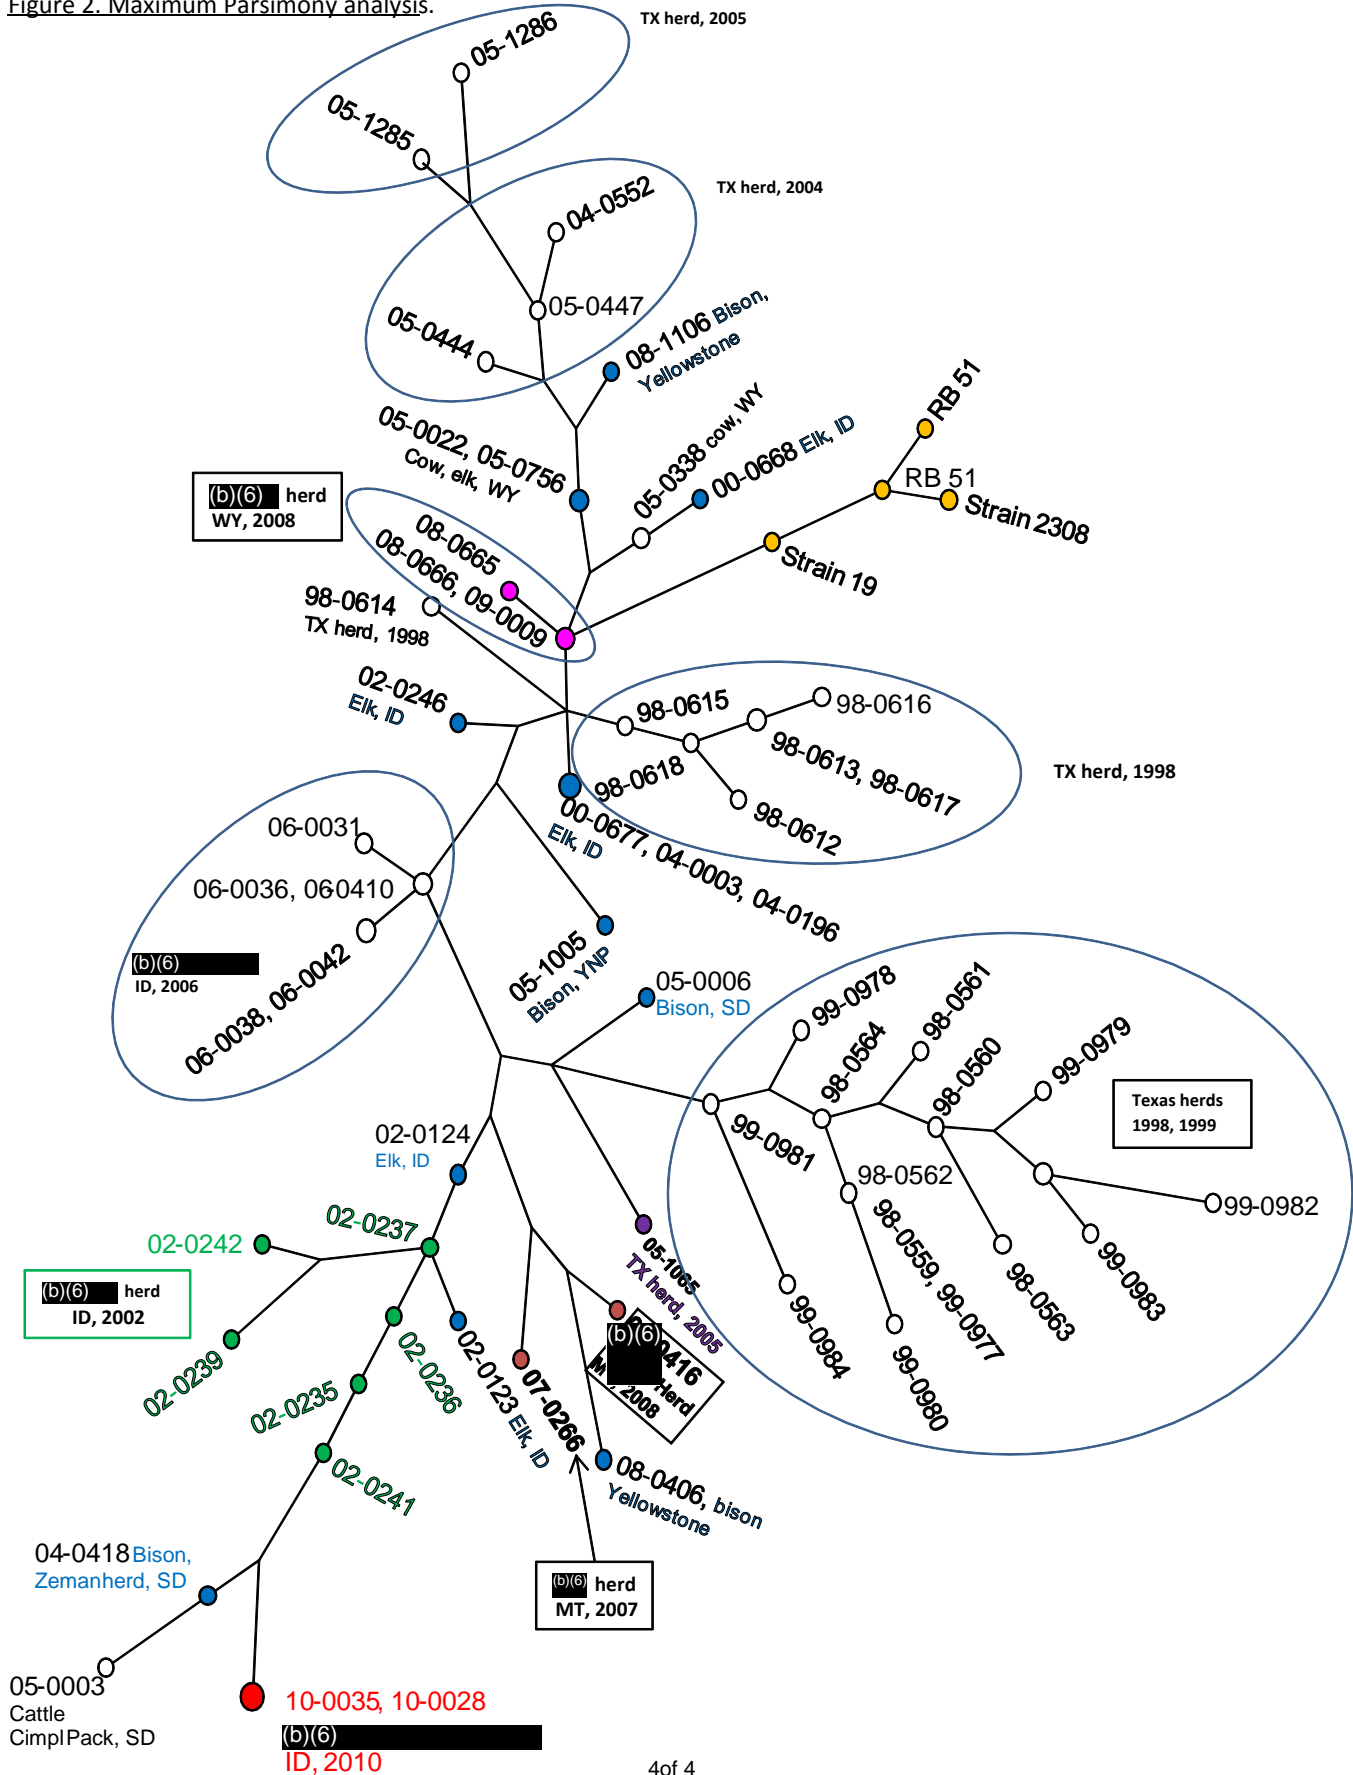 Figure 2. Maximum Parsimony analysis.
TX herd, 2005
05-1286
05-1285
TX herd, 2004
04-0552
05-0447
05-0444
08-1106 Bison,
Yellowstone
05-0022, 05-0756
Cow, elk, WY
05-0338 cow, WY
00-0668 Elk, ID
RB 51
RB 51
Strain 2308
Strain 19
(b)(6) herd
WY, 2008
08-0665
08-0666, 09-0009
98-0614
TX herd, 1998
02-0246
Elk, ID
98-0615
98-0616
98-0618
98-0613, 98-0617
98-0612
TX herd, 1998
00-0677, 04-0003, 04-0196
Elk, ID
06-0031
06-0036, 06-0410
06-0038, 06-0042
(b)(6)
ID, 2006
05-1005
Bison, YNP
05-0006
Bison, SD
99-0978
98-0564
98-0561
98-0560
99-0979
Texas herds
1998, 1999
99-0981
98-0562
98-0559, 99-0977
98-0563
99-0983
99-0982
99-0984
99-0980
02-0124
Elk, ID
02-0237
02-0242
(b)(6) herd
ID, 2002
02-0239
02-0236
02-0235
02-0241
02-0123 Elk, ID
07-0266
05-1065
TX herd, 2005
(b)(6)
0416
Herd
2008
08-0406, bison
Yellowstone
(b)(6) herd
MT, 2007
04-0418 Bison,
Zemanherd, SD
05-0003
Cattle
CimplPack, SD
10-0035, 10-0028
(b)(6)
ID, 2010
4of 4